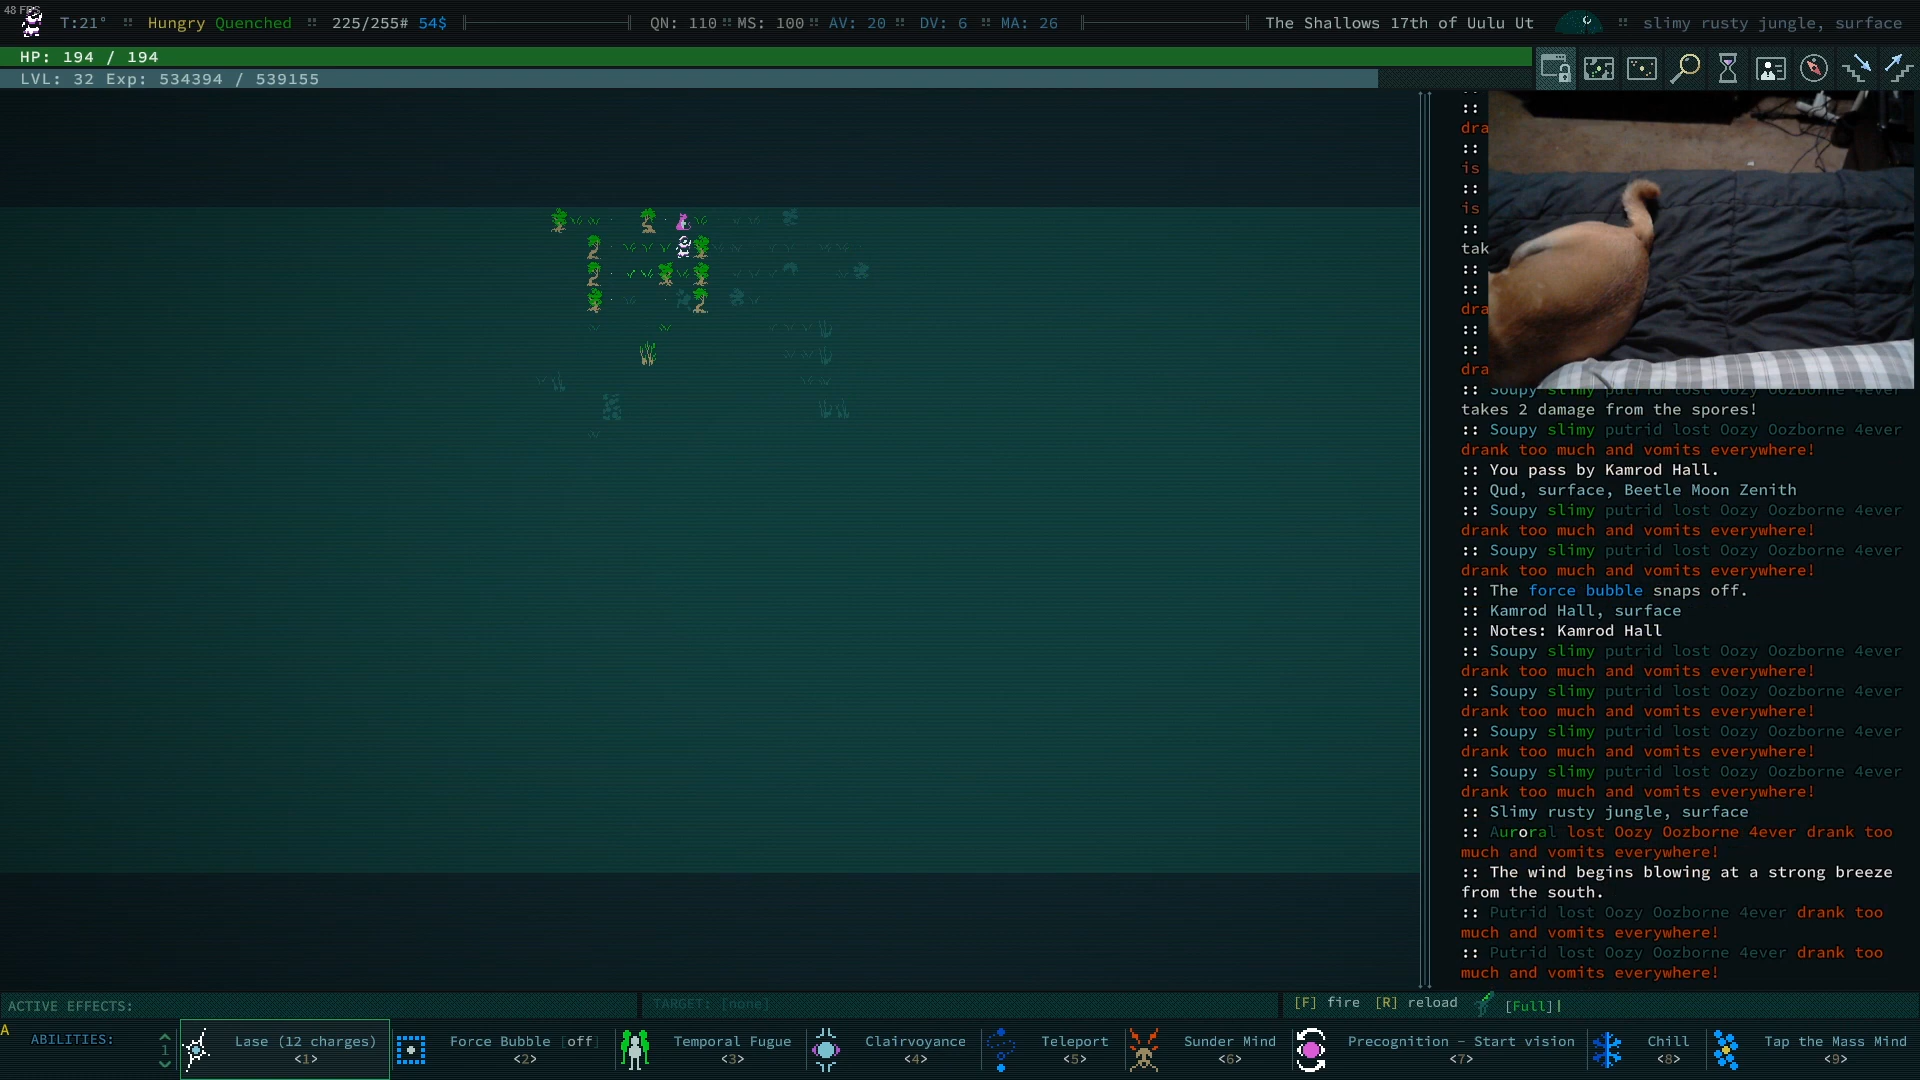 48 FPS
T:21° :: Hungry Quenched :: 225/255# 54$ QN: 110 :: MS: 100 :: AV: 20 :: DV: 6 :: MA: 26 The Shallows 17th of Uulu Ut :: slimy rusty jungle, surface
HP: 194 / 194
LVL: 32 Exp: 534394 / 539155
::
::
dra
::
is
::
is
::
tak
::
::
dra
::
::
dra
:: Soupy slimy putrid lost Oozy Oozborne 4ever
takes 2 damage from the spores!
:: Soupy slimy putrid lost Oozy Oozborne 4ever
drank too much and vomits everywhere!
:: You pass by Kamrod Hall.
:: Qud, surface, Beetle Moon Zenith
:: Soupy slimy putrid lost Oozy Oozborne 4ever
drank too much and vomits everywhere!
:: Soupy slimy putrid lost Oozy Oozborne 4ever
drank too much and vomits everywhere!
:: The force bubble snaps off.
:: Kamrod Hall, surface
:: Notes: Kamrod Hall
:: Soupy slimy putrid lost Oozy Oozborne 4ever
drank too much and vomits everywhere!
:: Soupy slimy putrid lost Oozy Oozborne 4ever
drank too much and vomits everywhere!
:: Soupy slimy putrid lost Oozy Oozborne 4ever
drank too much and vomits everywhere!
:: Soupy slimy putrid lost Oozy Oozborne 4ever
drank too much and vomits everywhere!
:: Slimy rusty jungle, surface
:: Auroral lost Oozy Oozborne 4ever drank too
much and vomits everywhere!
:: The wind begins blowing at a strong breeze
from the south.
:: Putrid lost Oozy Oozborne 4ever drank too
much and vomits everywhere!
:: Putrid lost Oozy Oozborne 4ever drank too
much and vomits everywhere!
ACTIVE EFFECTS: TARGET: [none] [F] fire [R] reload [Full]
A
ABILITIES: 1 Lase (12 charges) Force Bubble [off] Temporal Fugue Clairvoyance Teleport Sunder Mind Precognition - Start vision Chill Tap the Mass Mind
<1> <2> <3> <4> <5> <6> <7> <8> <9>